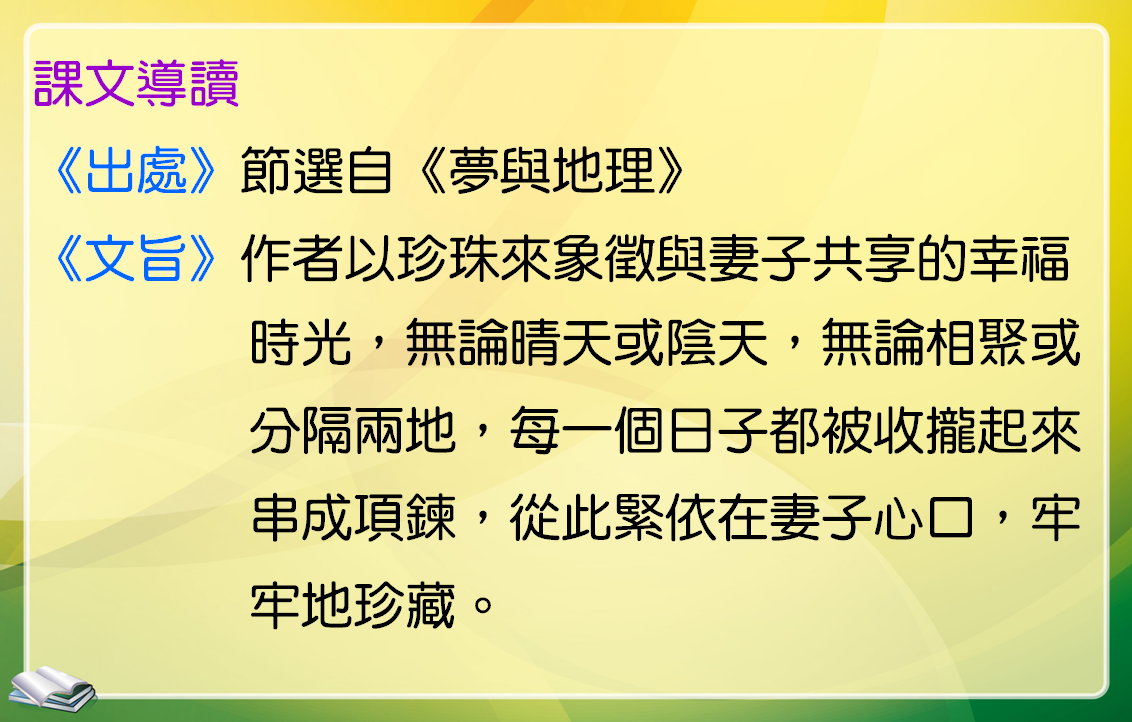 課文導讀
《出處》節選自《夢與地理》
《文旨》作者以珍珠來象徵與妻子共享的幸福
時光，無論晴天或陰天，無論相聚或
分隔兩地，每一個日子都被收攏起來
串成項鍊，從此緊依在妻子心口，牢
牢地珍藏。